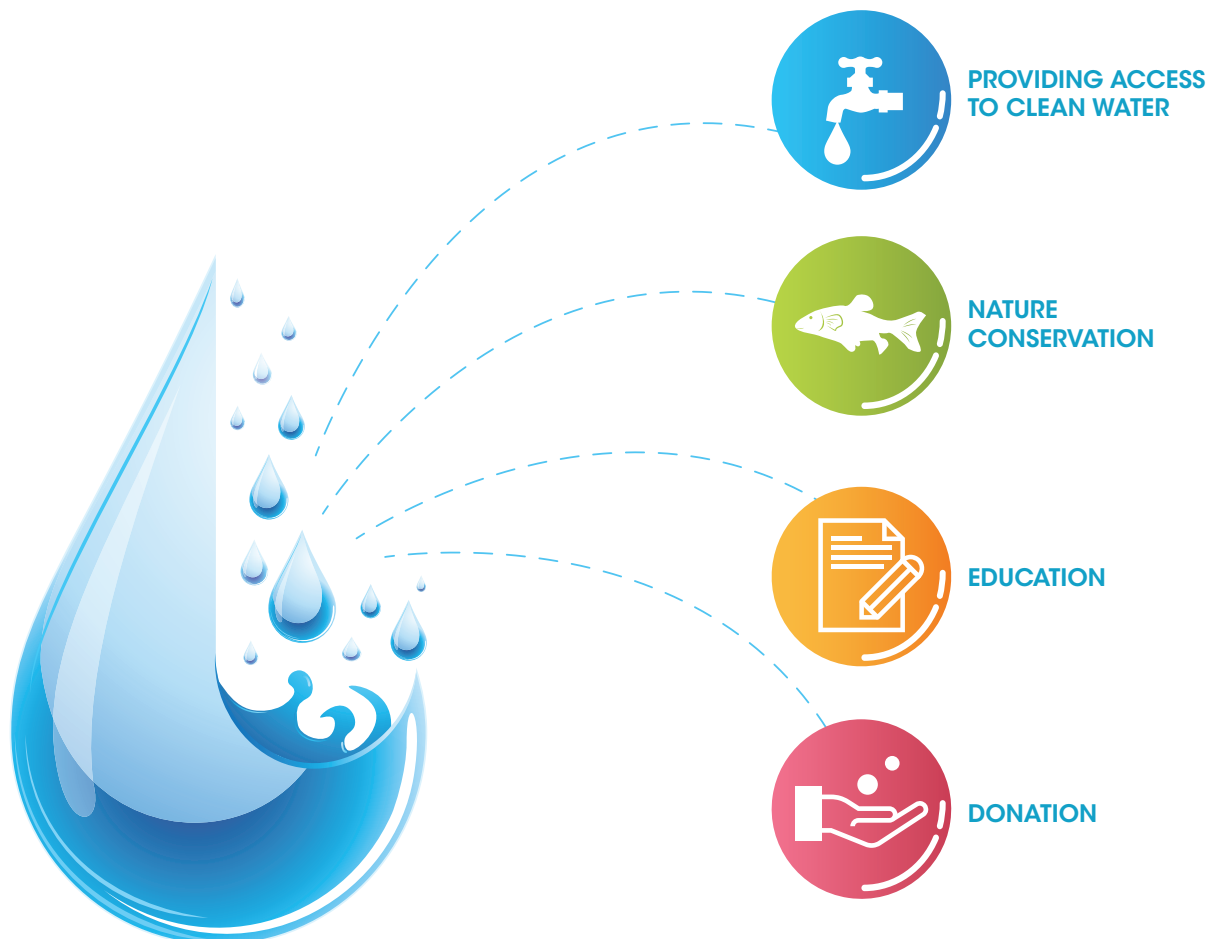 PROVIDING ACCESS
TO CLEAN WATER
NATURE
CONSERVATION
EDUCATION
DONATION